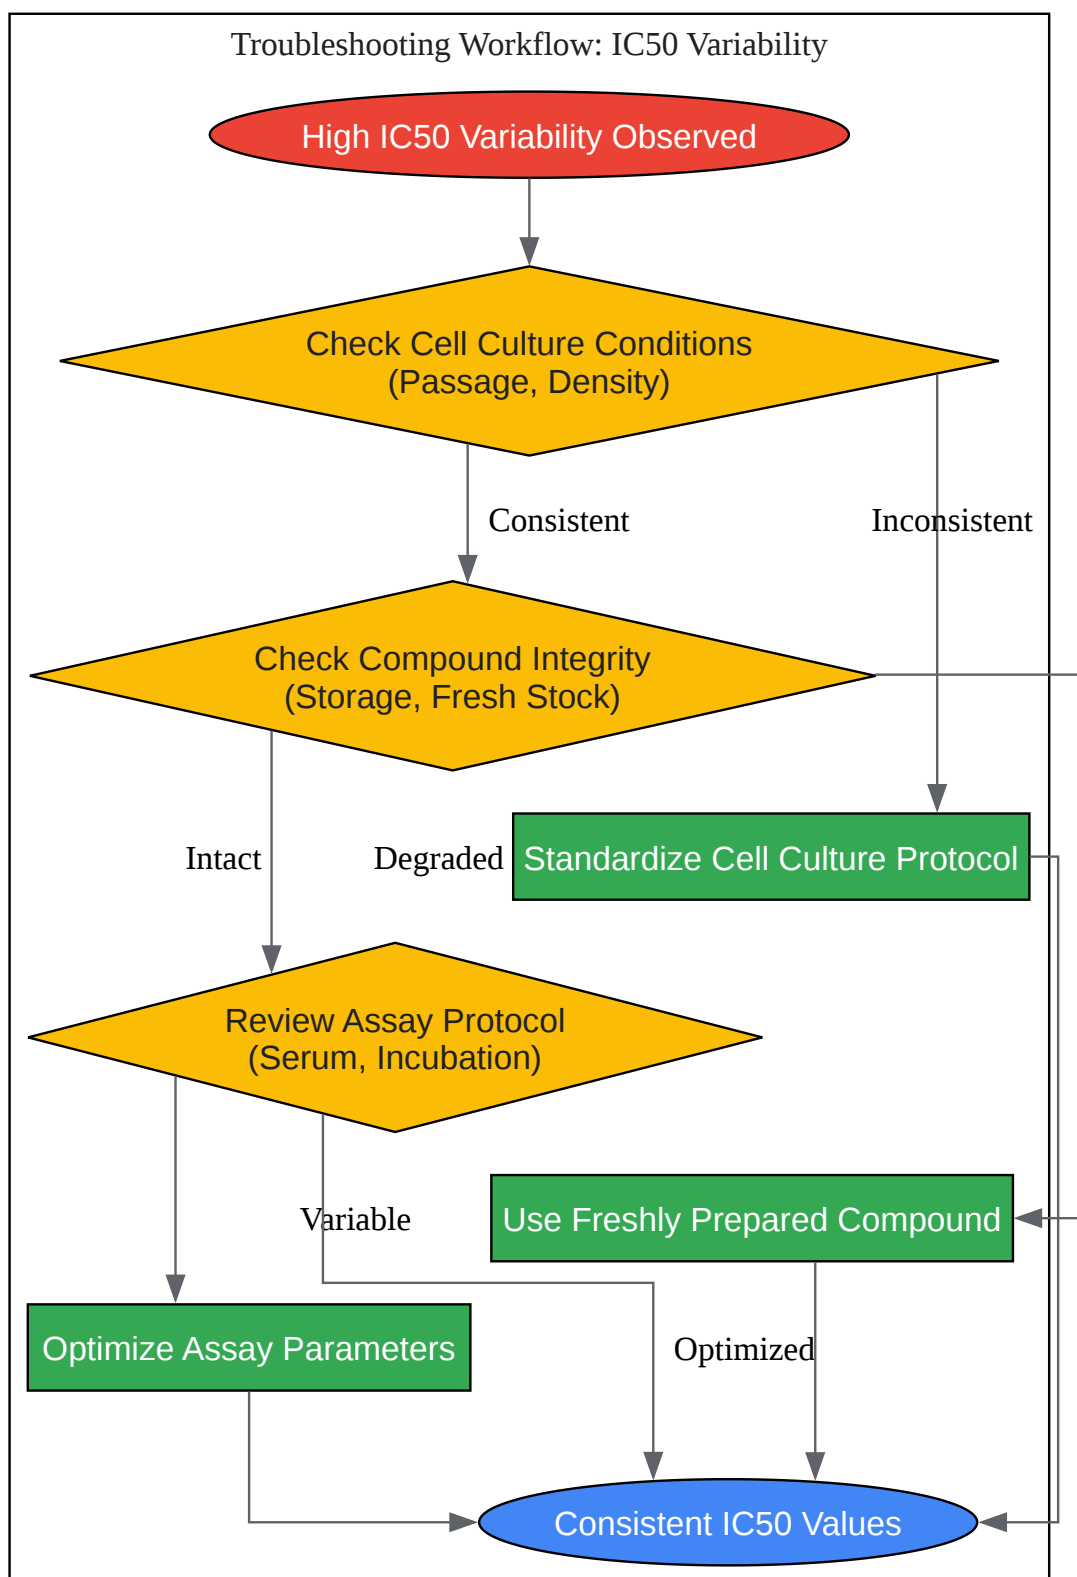 Troubleshooting Workflow: IC50 Variability
High IC50 Variability Observed
Check Cell Culture Conditions
(Passage, Density)
Consistent
Inconsistent
Check Compound Integrity
(Storage, Fresh Stock)
Intact
Degraded
Standardize Cell Culture Protocol
Review Assay Protocol
(Serum, Incubation)
Variable
Use Freshly Prepared Compound
Optimize Assay Parameters
Optimized
Consistent IC50 Values